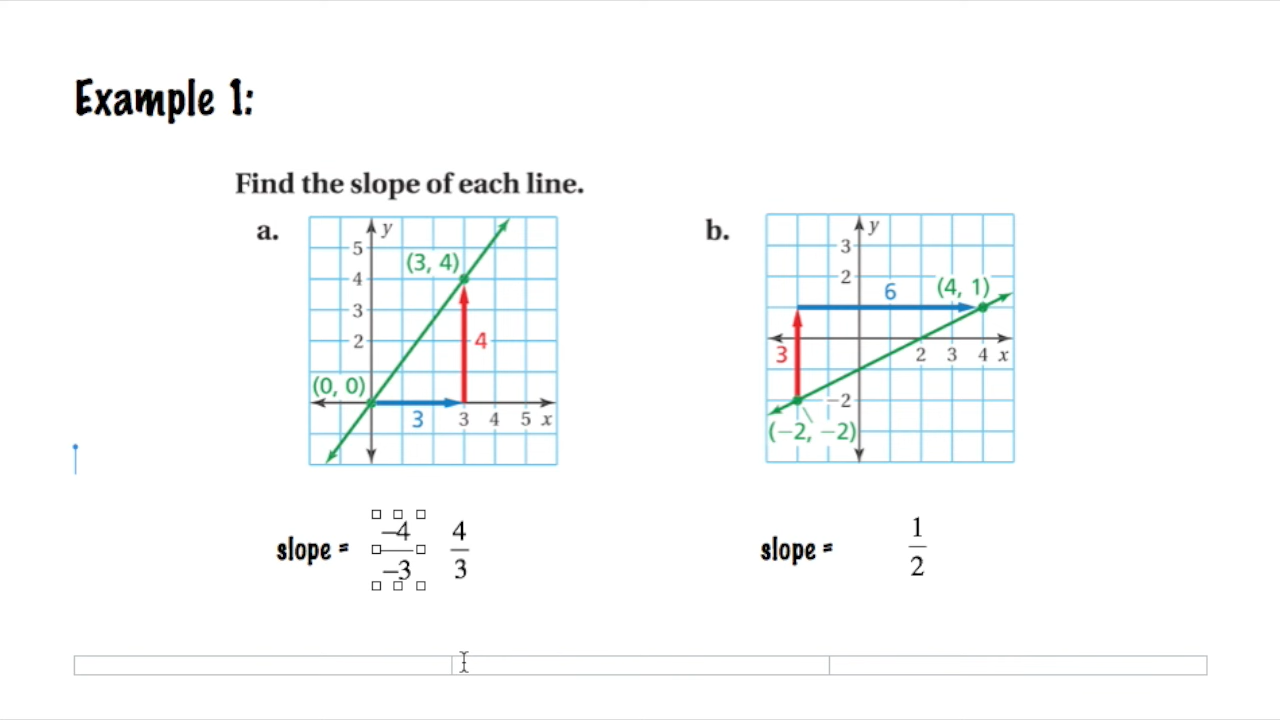 Example 1:
Find the slope of each line.
a.
y
5
4
3
2
(3, 4)
4
(0, 0)
3
3 4 5 x
b.
y
3
2
6
(4, 1)
3
2 3 4 x
−2
(−2, −2)
slope = −4/−3 4/3
slope = 1/2